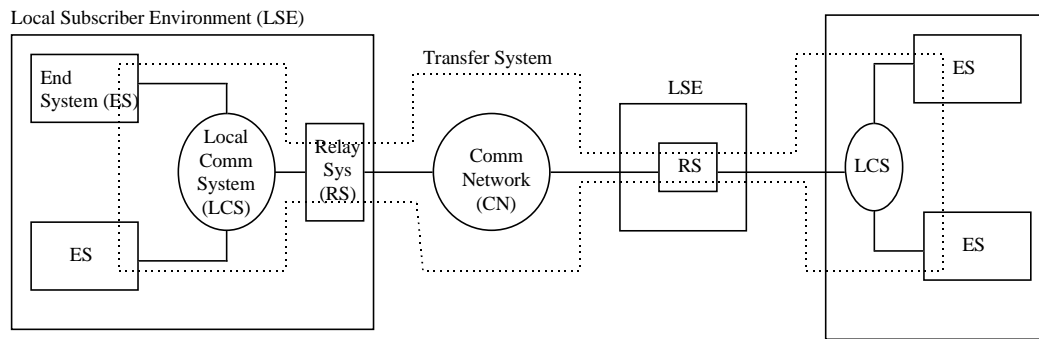 Local Subscriber Environment (LSE)
End
System (ES)
Local
Comm
System
(LCS)
Relay
Sys
(RS)
ES
Transfer System
Comm
Network
(CN)
LSE
RS
ES
LCS
ES